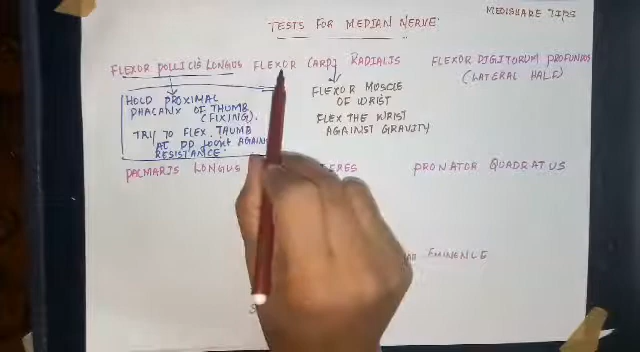 MEDISHARE TIPS
TESTS FOR MEDIAN NERVE
FLEXOR POLLICIS LONGUS
HOLD PROXIMAL
PHALANX OF THUMB
(FIXING).
TRY TO FLEX THUMB
AT DP JOINT AGAINST
RESISTANCE.
FLEXOR CARPI RADIALIS
FLEXOR MUSCLE
OF WRIST
FLEX THE WRIST
AGAINST GRAVITY
FLEXOR DIGITORUM PROFUNDUS
(LATERAL HALF)
PALMARIS LONGUS
TERES
PRONATOR QUADRATUS
EMINENCE